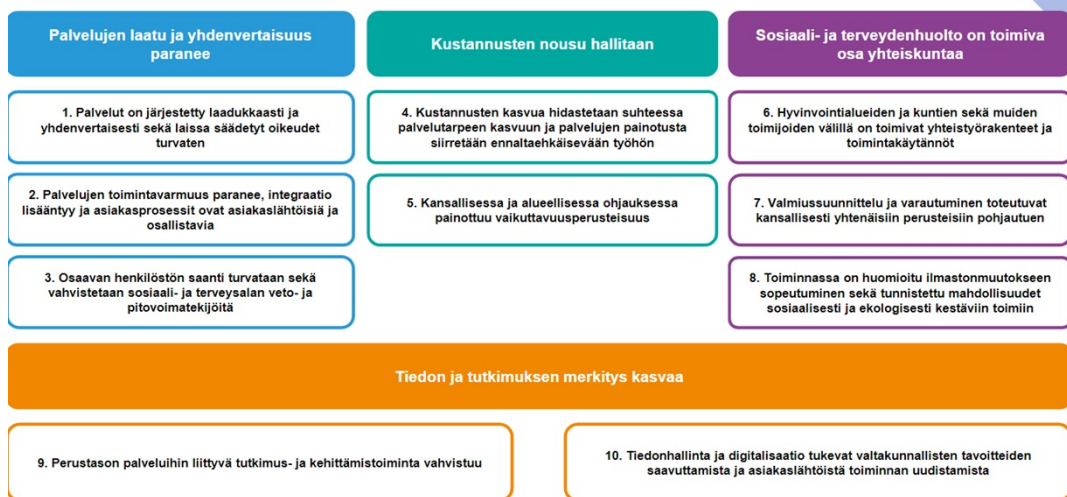 Palvelujen laatu ja yhdenvertaisuus
paranee
1. Palvelut on järjestetty laadukkaasti ja
yhdenvertaisesti sekä laissa säädetyt oikeudet
turvaten
2. Palvelujen toimintavarmuus paranee, integraatio
lisääntyy ja asiakasprosessit ovat asiakaslähtöisiä ja
osallistavia
3. Osaavan henkilöstön saanti turvataan sekä
vahvistetaan sosiaali- ja terveysalan veto- ja
pitovoimatekijöitä
Kustannusten nousu hallitaan
4. Kustannusten kasvua hidastetaan suhteessa
palvelutarpeen kasvuun ja palvelujen painotusta
siirretään ennaltaehkäisevään työhön
5. Kansallisessa ja alueellisessa ohjauksessa
painottuu vaikuttavuusperusteisuus
Sosiaali- ja terveydenhuolto on toimiva
osa yhteiskuntaa
6. Hyvinvointialueiden ja kuntien sekä muiden
toimijoiden välillä on toimivat yhteistyörakenteet ja
toimintakäytännöt
7. Valmiussuunnittelu ja varautuminen toteutuvat
kansallisesti yhtenäisiin perusteisiin pohjautuen
8. Toiminnassa on huomioitu ilmastonmuutokseen
sopeutuminen sekä tunnistettu mahdollisuudet
sosiaalisesti ja ekologisesti kestäviin toimiin
Tiedon ja tutkimuksen merkitys kasvaa
9. Perustason palveluihin liittyvä tutkimus- ja kehittämistoiminta vahvistuu
10. Tiedonhallinta ja digitalisaatio tukevat valtakunnallisten tavoitteiden
saavuttamista ja asiakaslähtöistä toiminnan uudistamista